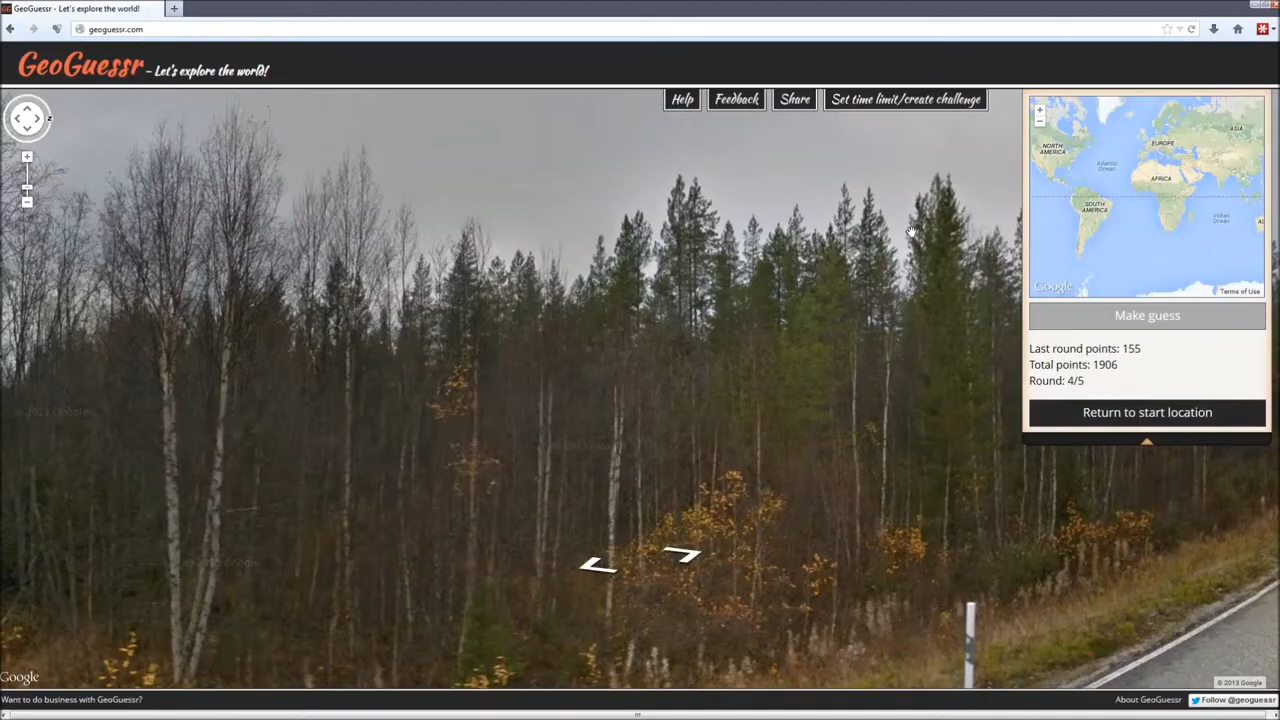 GeoGuessr - Let's explore the world!
geoguessr.com
GeoGuessr - Let's explore the world!
Help
Feedback
Share
Set time limit/create challenge
NORTH AMERICA
Atlantic Ocean
EUROPE
ASIA
AFRICA
SOUTH AMERICA
Indian Ocean
Google
Terms of Use
Make guess
Last round points: 155
Total points: 1906
Round: 4/5
Return to start location
© 2013 Google
Google
© 2013 Google
Want to do business with GeoGuessr?
About GeoGuessr
Follow @geoguessr